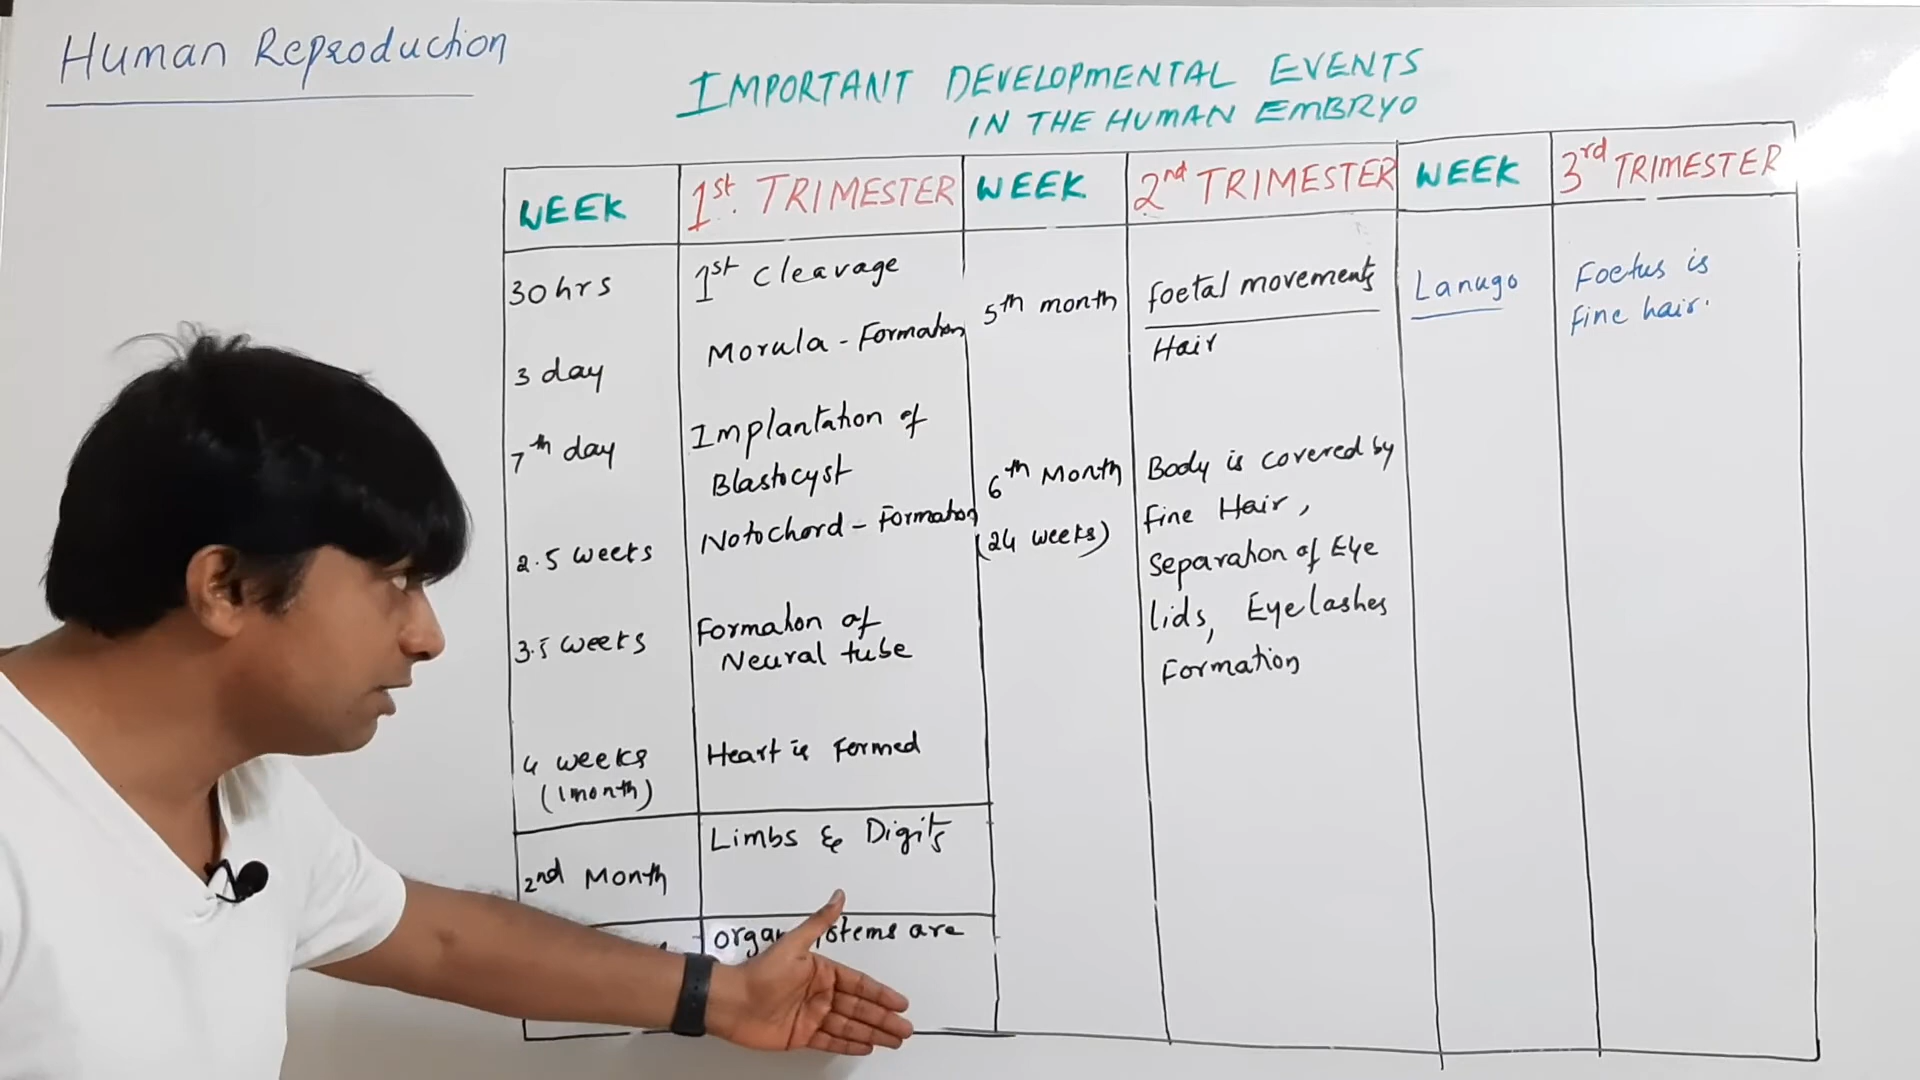 Human Reproduction
IMPORTANT DEVELOPMENTAL EVENTS
IN THE HUMAN EMBRYO
WEEK
1st. TRIMESTER
WEEK
2nd TRIMESTER
WEEK
3rd TRIMESTER
30 hrs
1st cleavage
3 day
Morula - Formation
7th day
Implantation of
Blastocyst
2.5 weeks
Notochord - Formation
3.5 weeks
Formation of
Neural tube
4 weeks
(1month)
Heart is Formed
2nd Month
Limbs & Digits
systems are
5th month
foetal movements
Hair
6th Month
(24 weeks)
Body is covered by
fine Hair,
Separation of Eye
lids, Eyelashes
Formation
Lanugo
Foetus is
fine hair.